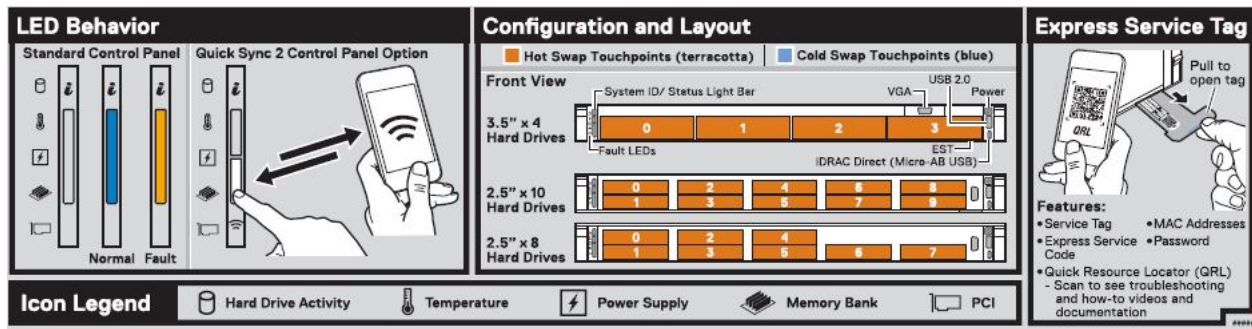 LED Behavior
Standard Control Panel
Quick Sync 2 Control Panel Option
i
i
i
i
Normal
Fault
Configuration and Layout
Hot Swap Touchpoints (terracotta)
Cold Swap Touchpoints (blue)
Front View
System ID/ Status Light Bar
VGA
USB 2.0
Power
3.5" x 4
Hard Drives
0 1 2 3
Fault LEDs
EST
iDRAC Direct (Micro-AB USB)
2.5" x 10
Hard Drives
0 2 4 6 8
1 3 5 7 9
2.5" x 8
Hard Drives
0 2 4
1 3 5 6 7
Express Service Tag
Pull to
open tag
QRL
Features:
• Service Tag
• Express Service
Code
• MAC Addresses
• Password
• Quick Resource Locator (QRL)
- Scan to see troubleshooting
and how-to videos and
documentation
Icon Legend
Hard Drive Activity
Temperature
Power Supply
Memory Bank
PCI